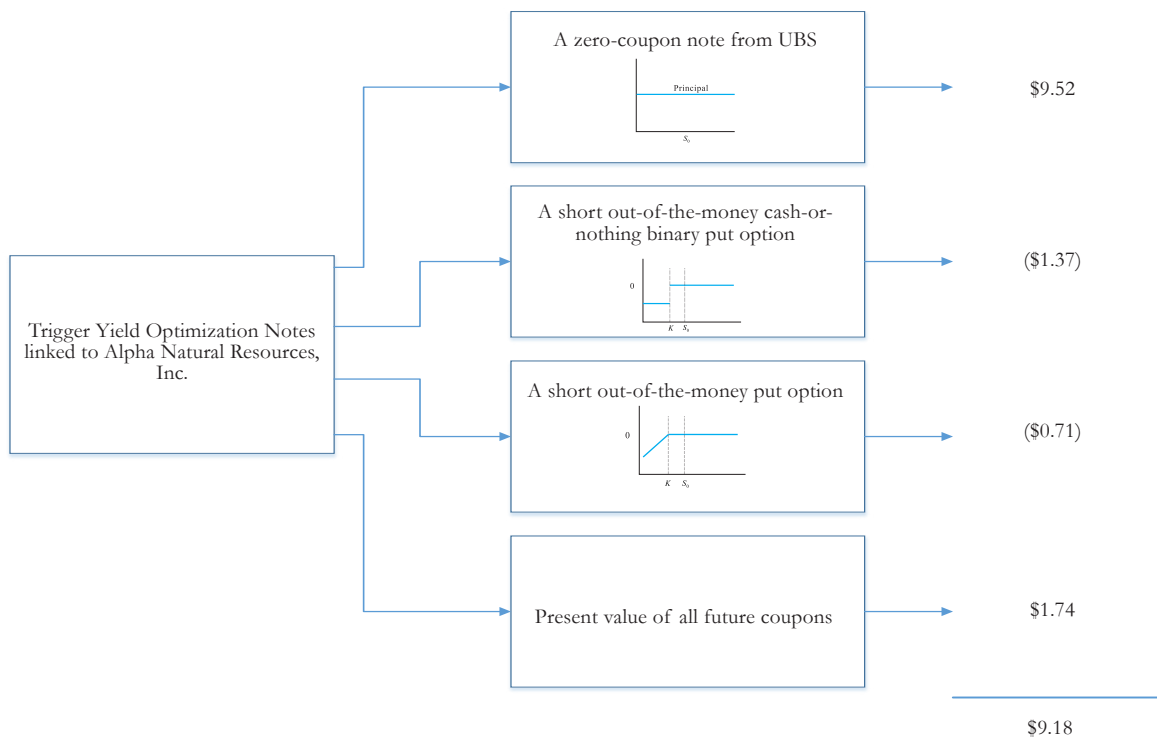 A zero-coupon note from UBS
Principal
S₀
$9.52
A short out-of-the-money cash-or-
nothing binary put option
0
K
S₀
($1.37)
Trigger Yield Optimization Notes
linked to Alpha Natural Resources,
Inc.
A short out-of-the-money put option
0
K
S₀
($0.71)
Present value of all future coupons
$1.74
$9.18